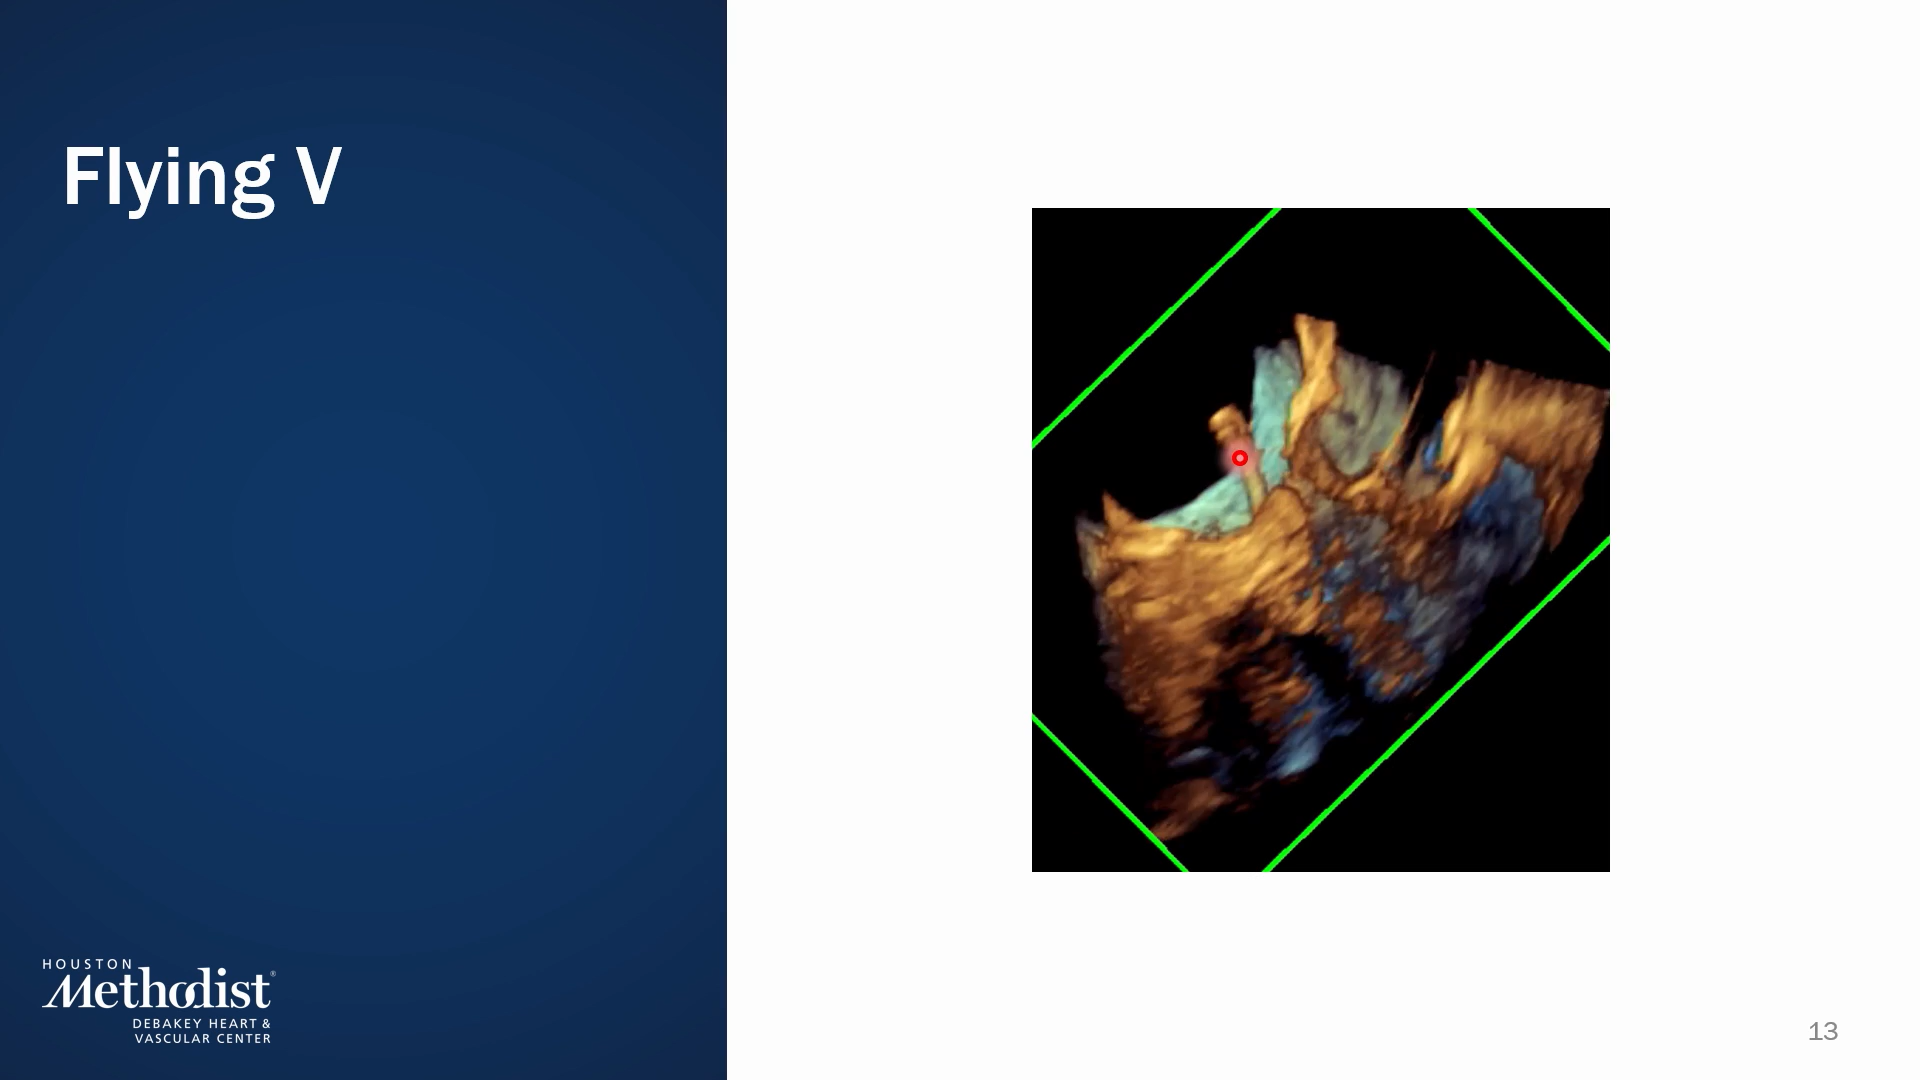 Flying V
HOUSTON
Methodist®
DEBAKEY HEART &
VASCULAR CENTER
13